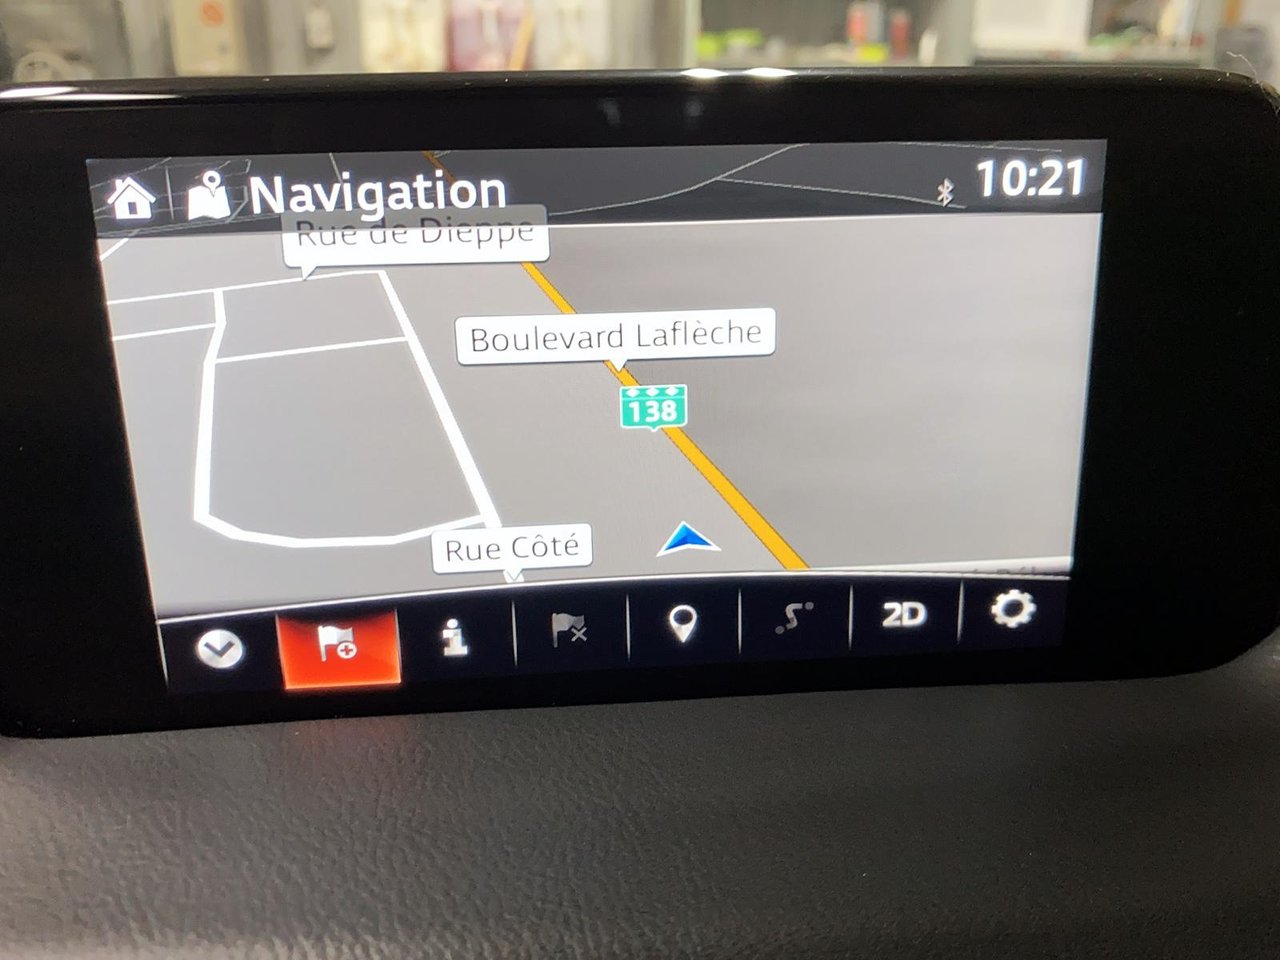 Navigation
10:21
Rue de Dieppe
Boulevard Laflèche
138
Rue Côté
2D